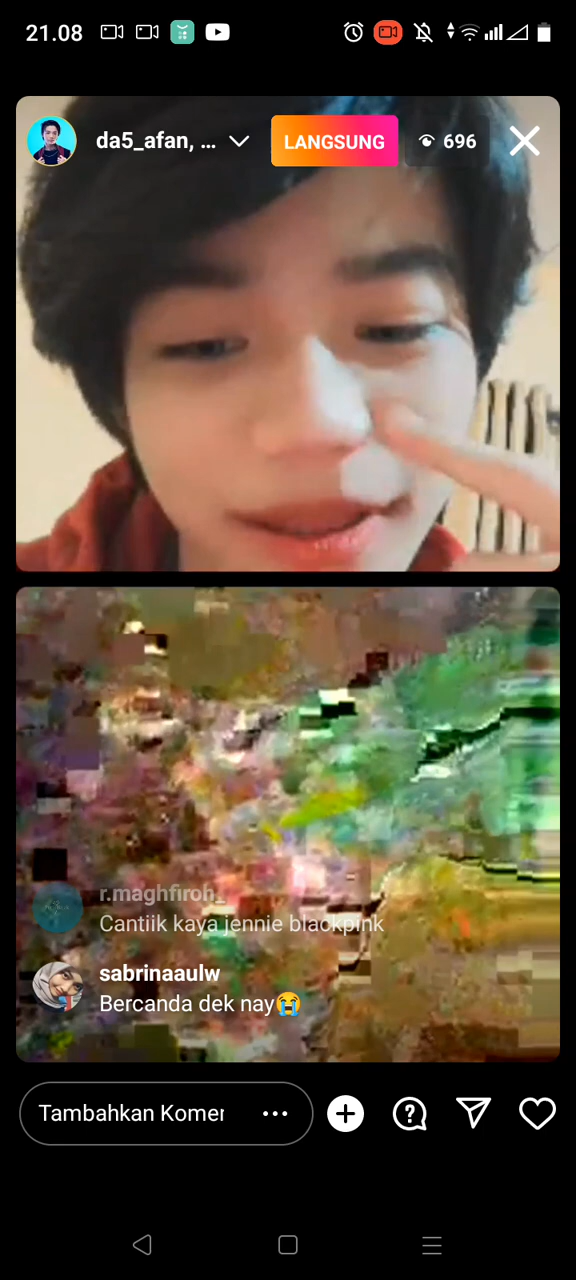 21.08
da5_afan, ...
LANGSUNG
696
r.maghfiroh_
Cantiik kaya jennie blackpink
sabrinaaulw
Bercanda dek nay😭
Tambahkan Komer